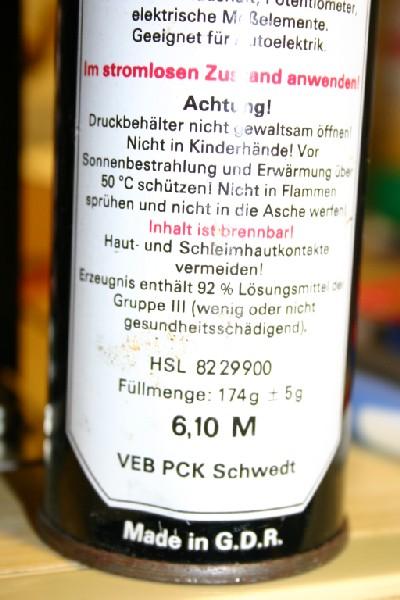 Potentiometer,
elektrische Meßelemente.
Geeignet für Autoelektrik.
Im stromlosen Zustand anwenden!
Achtung!
Druckbehälter nicht gewaltsam öffnen!
Nicht in Kinderhände! Vor
Sonnenbestrahlung und Erwärmung über
50 °C schützen! Nicht in Flammen
sprühen und nicht in die Asche werfen!
Inhalt ist brennbar!
Haut- und Schleimhautkontakte
vermeiden!
Erzeugnis enthält 92 % Lösungsmittel der
Gruppe III (wenig oder nicht
gesundheitsschädigend).
HSL 82 29900
Füllmenge: 174g ± 5g
6,10 M
VEB PCK Schwedt
Made in G.D.R.